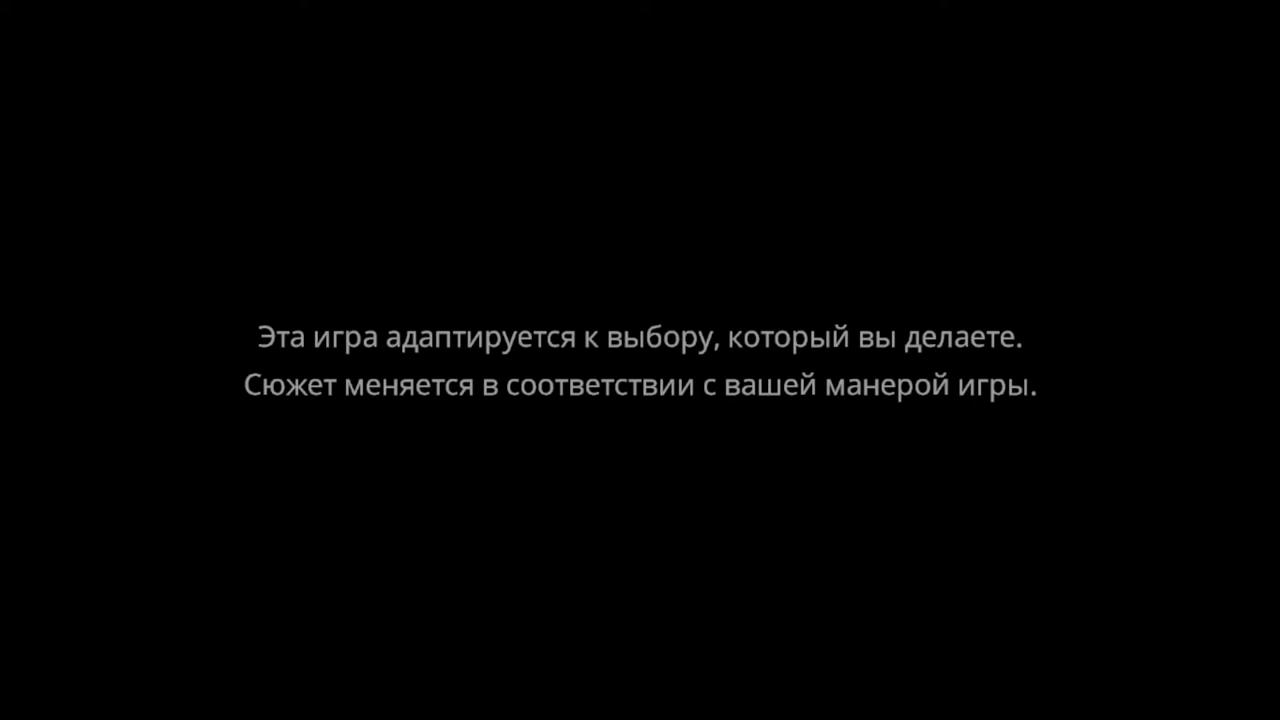 Эта игра адаптируется к выбору, который вы делаете.
Сюжет меняется в соответствии с вашей манерой игры.